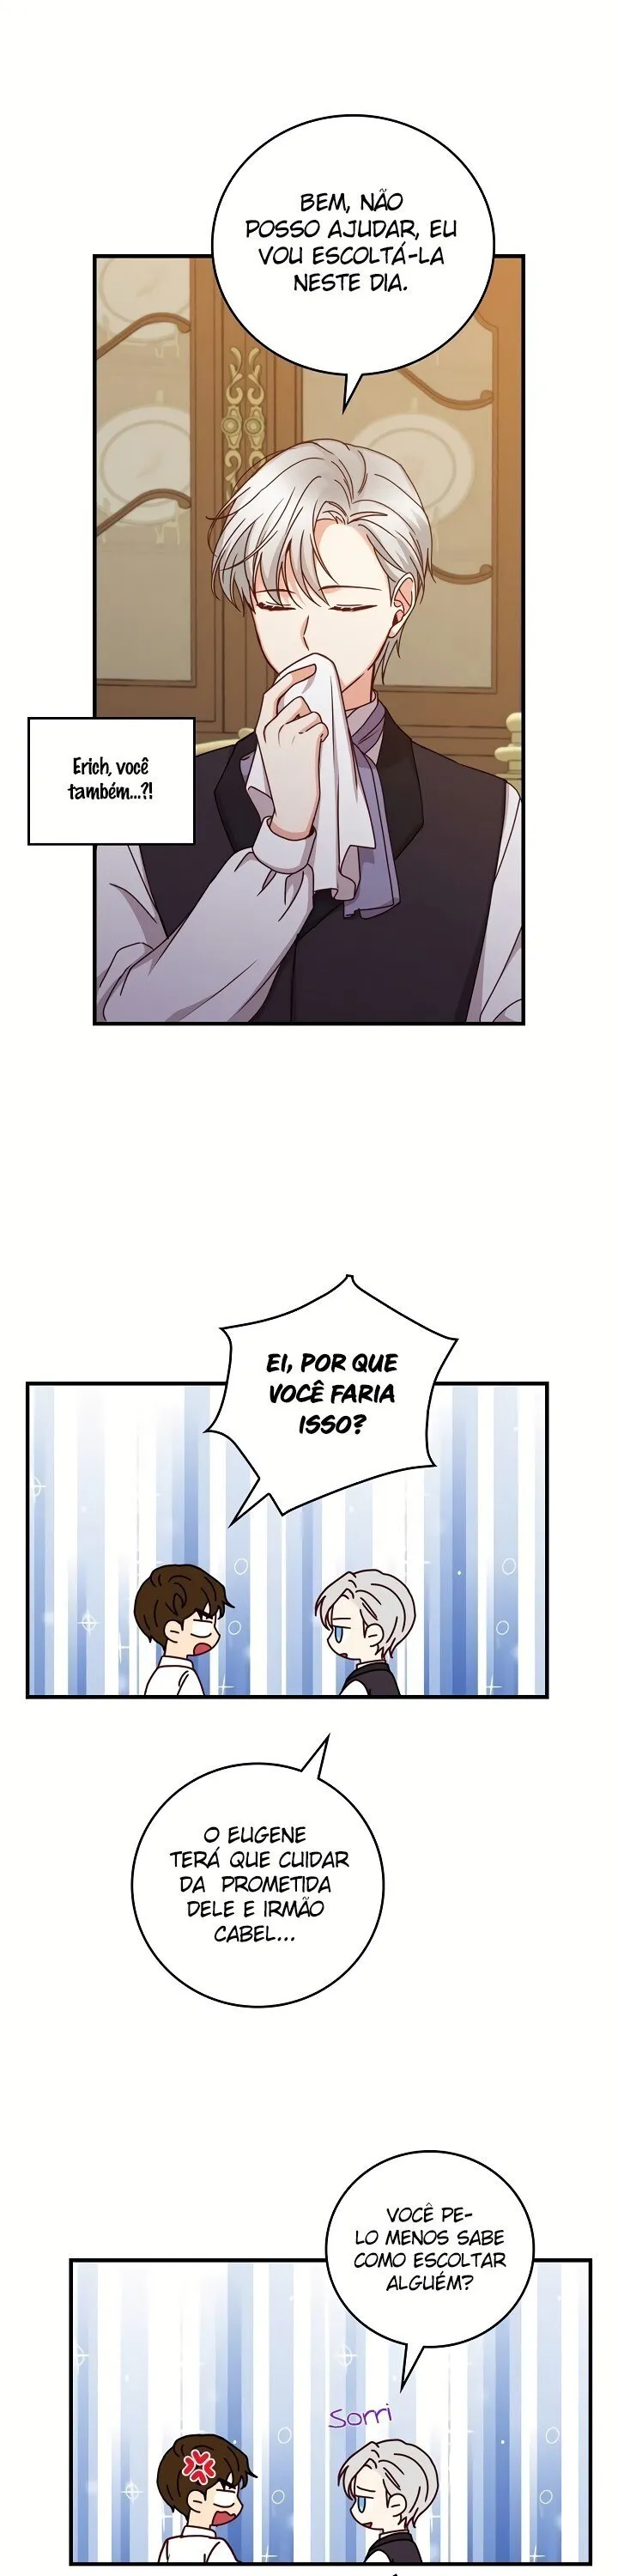 BEM, NÃO
POSSO AJUDAR, EU
VOU ESCOLTÁ-LA
NESTE DIA.
Erich, você
também...?!
EI, POR QUE
VOCÊ FARIA
ISSO?
O EUGENE
TERÁ QUE CUIDAR
DA PROMETIDA
DELE E IRMÃO
CABEL...
VOCÊ PE-
LO MENOS SABE
COMO ESCOLTAR
ALGUÉM?
Sorri